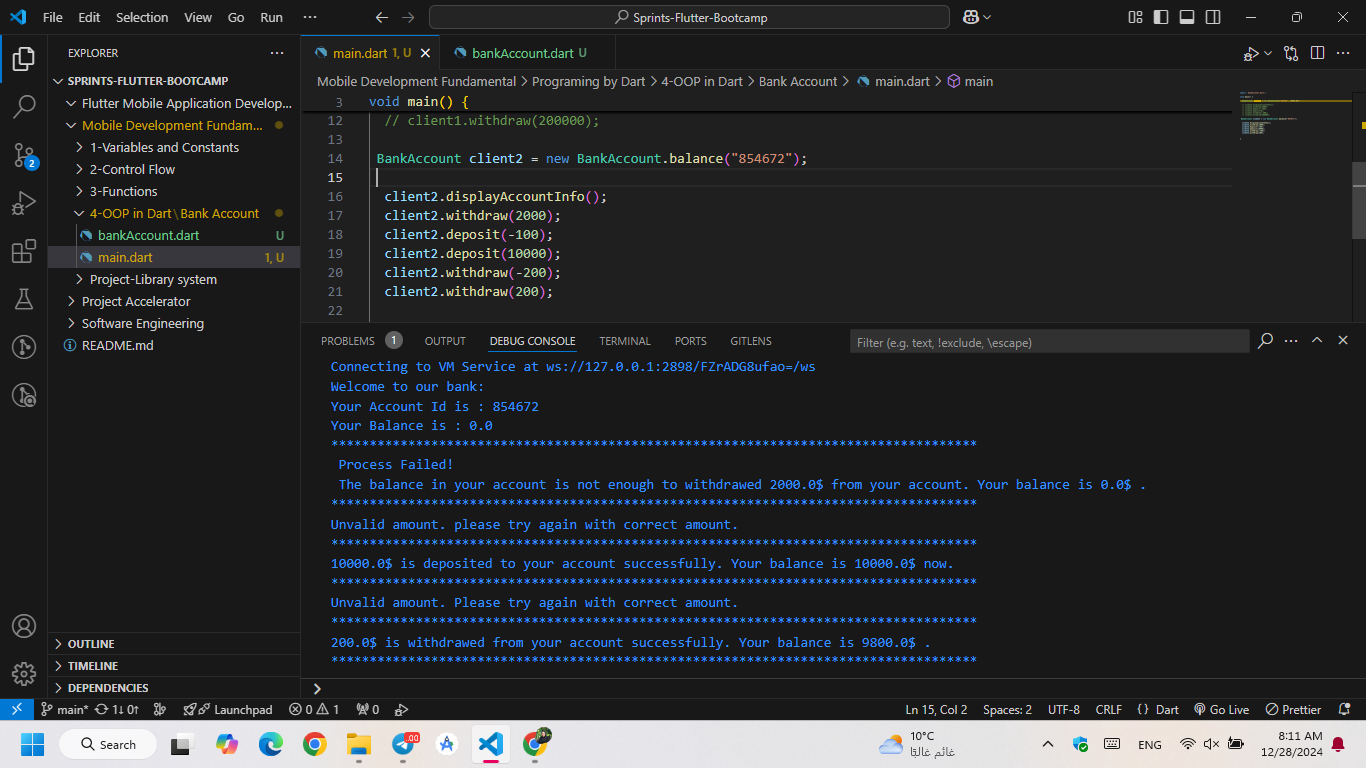 File Edit Selection View Go Run ··· Sprints-Flutter-Bootcamp
EXPLORER ···
SPRINTS-FLUTTER-BOOTCAMP
Flutter Mobile Application Develop...
Mobile Development Fundam...
1-Variables and Constants
2-Control Flow
3-Functions
4-OOP in Dart\Bank Account
bankAccount.dart U
main.dart 1, U
Project-Library system
Project Accelerator
Software Engineering
README.md
OUTLINE
TIMELINE
DEPENDENCIES
main.dart 1, U bankAccount.dart U
Mobile Development Fundamental > Programing by Dart > 4-OOP in Dart > Bank Account > main.dart > main
3 void main() {
12 // client1.withdraw(200000);
13
14 BankAccount client2 = new BankAccount.balance("854672");
15
16 client2.displayAccountInfo();
17 client2.withdraw(2000);
18 client2.deposit(-100);
19 client2.deposit(10000);
20 client2.withdraw(-200);
21 client2.withdraw(200);
22
PROBLEMS 1 OUTPUT DEBUG CONSOLE TERMINAL PORTS GITLENS Filter (e.g. text, !exclude, \escape)
Connecting to VM Service at ws://127.0.0.1:2898/FZrADG8ufao=/ws
Welcome to our bank:
Your Account Id is : 854672
Your Balance is : 0.0
************************************************************************************
Process Failed!
The balance in your account is not enough to withdrawed 2000.0$ from your account. Your balance is 0.0$ .
************************************************************************************
Unvalid amount. please try again with correct amount.
************************************************************************************
10000.0$ is deposited to your account successfully. Your balance is 10000.0$ now.
************************************************************************************
Unvalid amount. Please try again with correct amount.
************************************************************************************
200.0$ is withdrawed from your account successfully. Your balance is 9800.0$ .
************************************************************************************
2
main* 1↓ 0↑ Launchpad 0 1 0 Ln 15, Col 2 Spaces: 2 UTF-8 CRLF {} Dart Go Live Prettier
Search .00 10°C ENG 8:11 AM
غائم غالبًا 12/28/2024